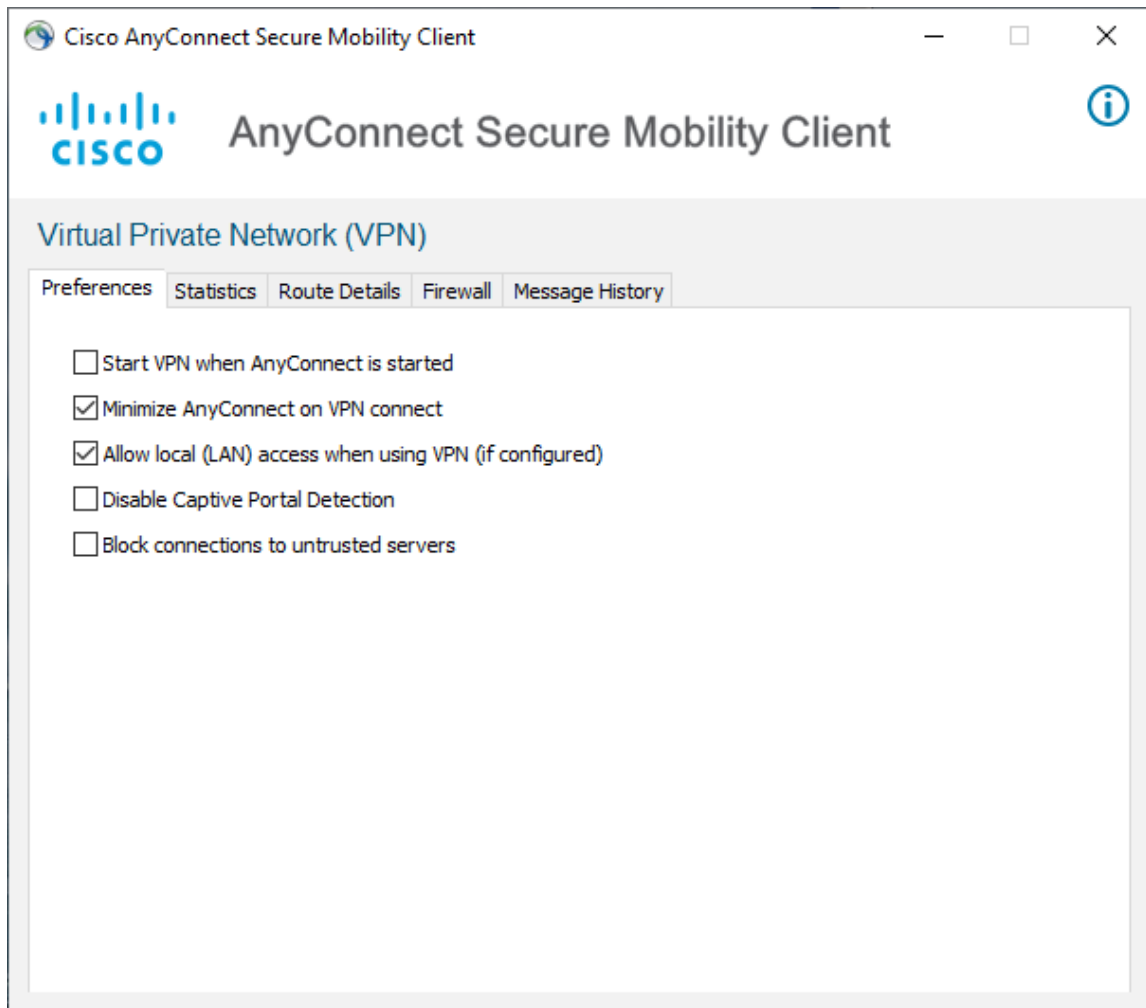 Cisco AnyConnect Secure Mobility Client
CISCO
AnyConnect Secure Mobility Client
Virtual Private Network (VPN)
Preferences Statistics Route Details Firewall Message History
Start VPN when AnyConnect is started
Minimize AnyConnect on VPN connect
Allow local (LAN) access when using VPN (if configured)
Disable Captive Portal Detection
Block connections to untrusted servers